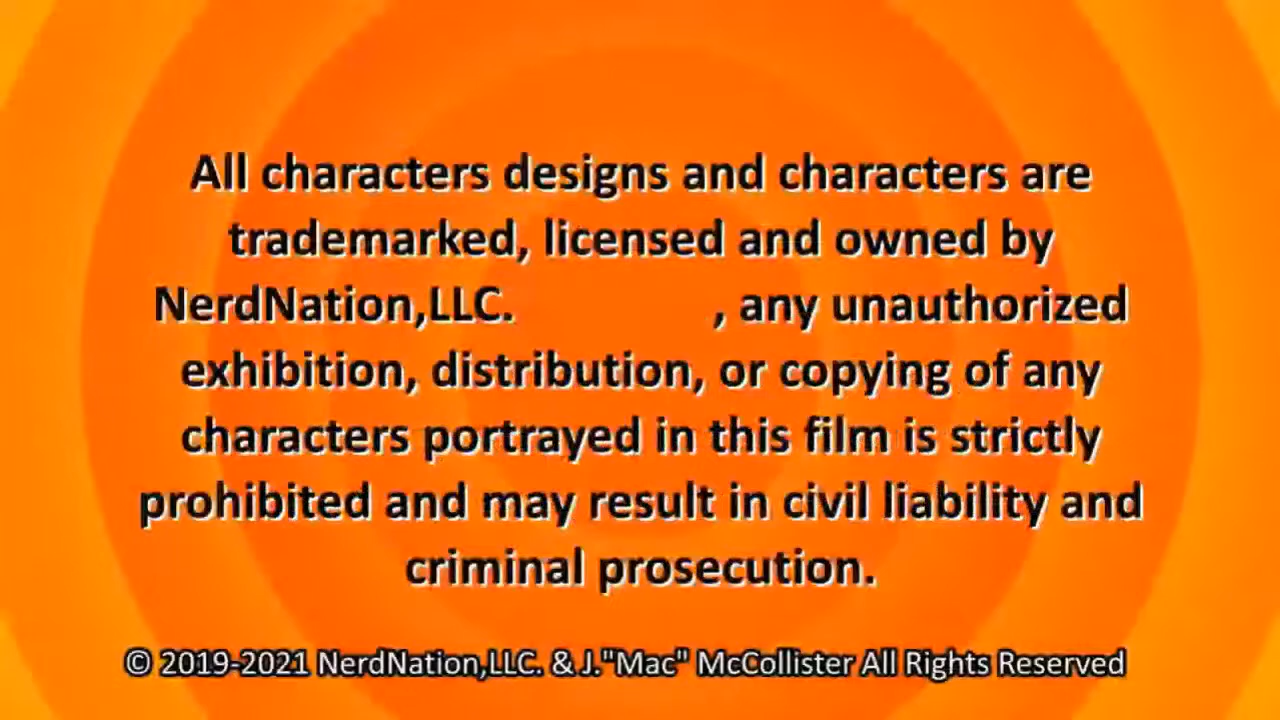 All characters designs and characters are
trademarked, licensed and owned by
NerdNation,LLC. , any unauthorized
exhibition, distribution, or copying of any
characters portrayed in this film is strictly
prohibited and may result in civil liability and
criminal prosecution.
© 2019-2021 NerdNation,LLC. & J."Mac" McCollister All Rights Reserved